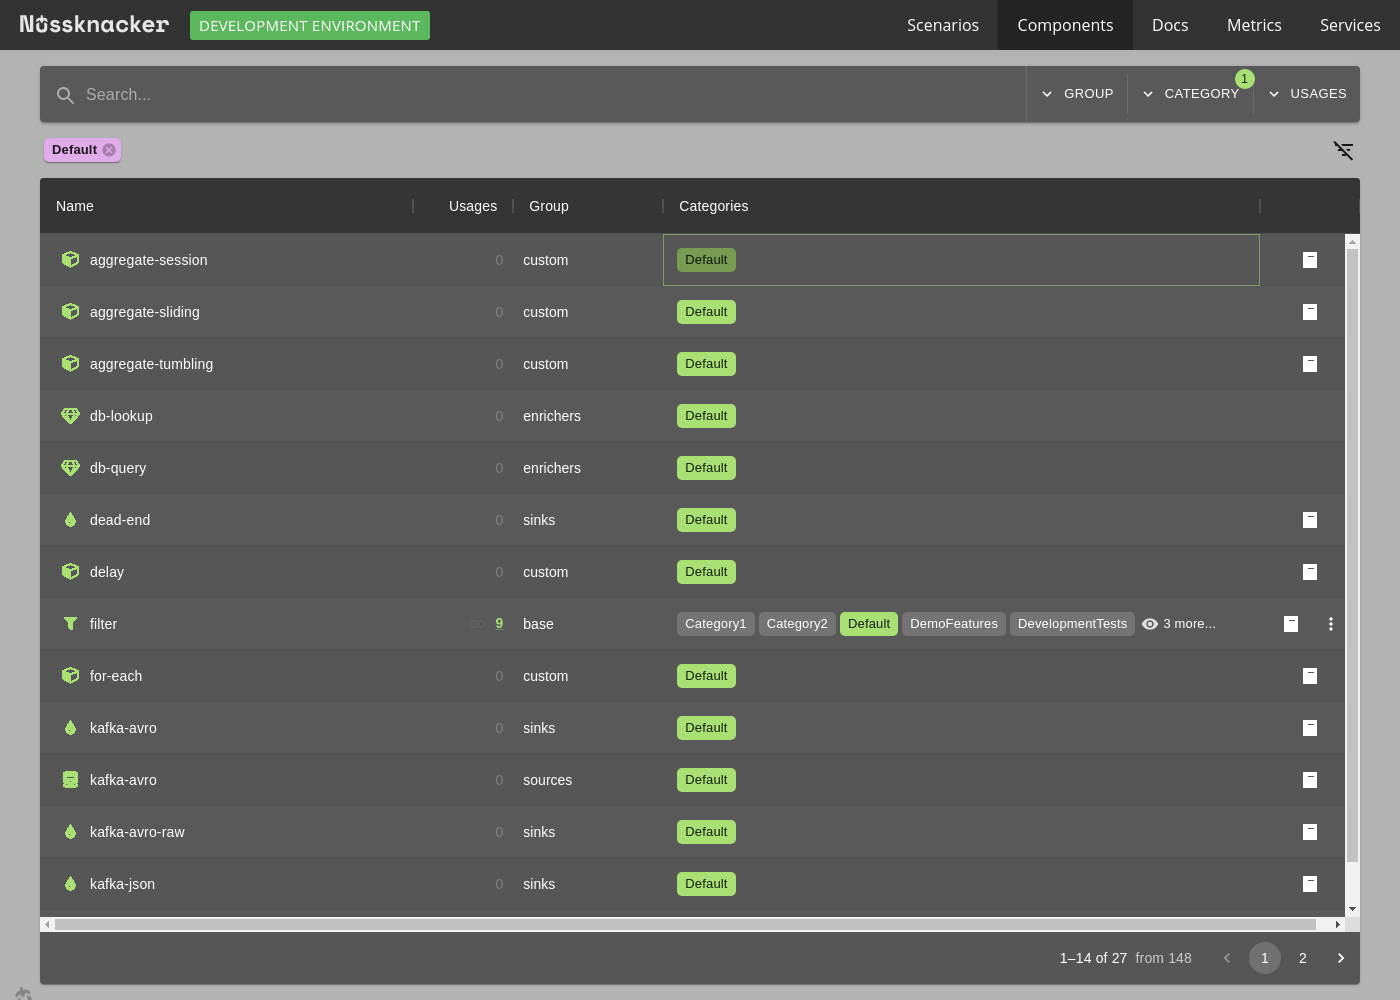 Nussknacker DEVELOPMENT ENVIRONMENT Scenarios Components Docs Metrics Services
Search... GROUP CATEGORY 1 USAGES
Default
Name Usages Group Categories
aggregate-session 0 custom Default
aggregate-sliding 0 custom Default
aggregate-tumbling 0 custom Default
db-lookup 0 enrichers Default
db-query 0 enrichers Default
dead-end 0 sinks Default
delay 0 custom Default
filter 9 base Category1 Category2 Default DemoFeatures DevelopmentTests 3 more...
for-each 0 custom Default
kafka-avro 0 sinks Default
kafka-avro 0 sources Default
kafka-avro-raw 0 sinks Default
kafka-json 0 sinks Default
1–14 of 27 from 148 1 2